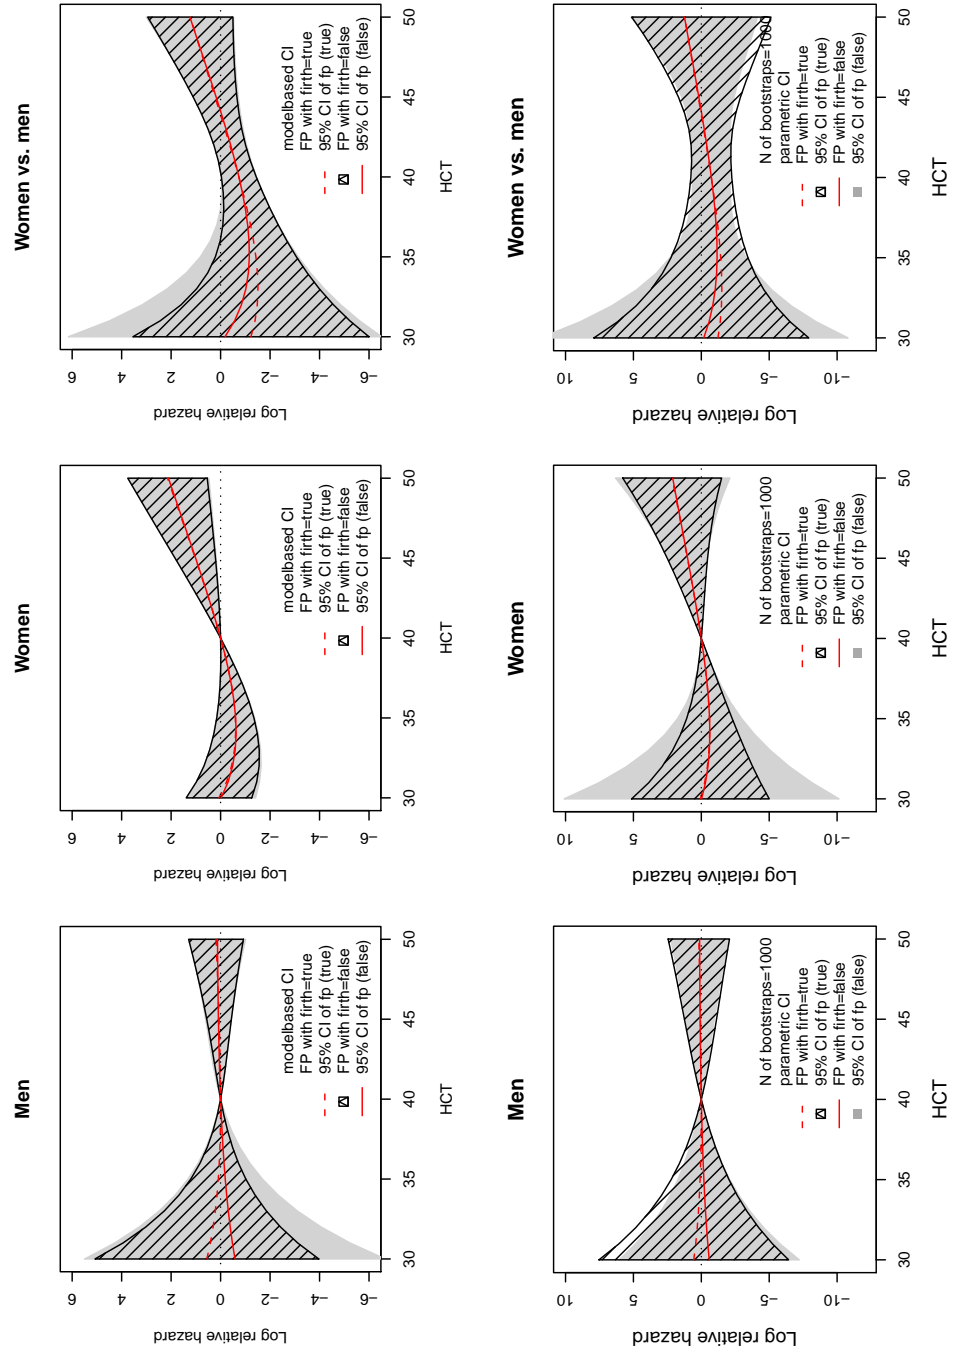 Men
6
4
2
0
−2
−4
−6
Log relative hazard
30 35 40 45 50
HCT
modelbased CI
FP with firth=true
95% CI of fp (true)
FP with firth=false
95% CI of fp (false)
Women
6
4
2
0
−2
−4
−6
Log relative hazard
30 35 40 45 50
HCT
modelbased CI
FP with firth=true
95% CI of fp (true)
FP with firth=false
95% CI of fp (false)
Women vs. men
6
4
2
0
−2
−4
−6
Log relative hazard
30 35 40 45 50
HCT
modelbased CI
FP with firth=true
95% CI of fp (true)
FP with firth=false
95% CI of fp (false)
Men
10
5
0
−5
−10
Log relative hazard
30 35 40 45 50
HCT
N of bootstraps=1000
parametric CI
FP with firth=true
95% CI of fp (true)
FP with firth=false
95% CI of fp (false)
Women
10
5
0
−5
−10
Log relative hazard
30 35 40 45 50
HCT
N of bootstraps=1000
parametric CI
FP with firth=true
95% CI of fp (true)
FP with firth=false
95% CI of fp (false)
Women vs. men
10
5
0
−5
−10
Log relative hazard
30 35 40 45 50
HCT
N of bootstraps=1000
parametric CI
FP with firth=true
95% CI of fp (true)
FP with firth=false
95% CI of fp (false)